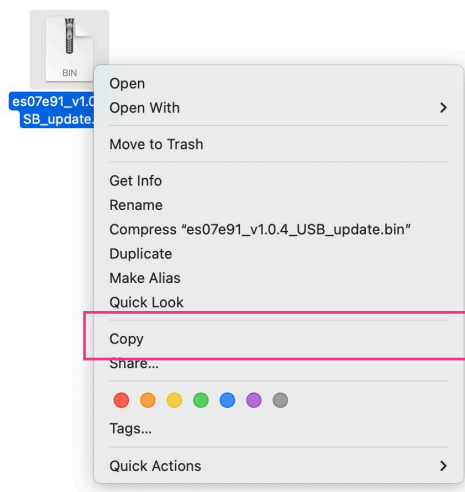 BIN
es07e91_v1.0
SB_update.
Open
Open With
Move to Trash
Get Info
Rename
Compress “es07e91_v1.0.4_USB_update.bin”
Duplicate
Make Alias
Quick Look
Copy
Share...
Tags...
Quick Actions